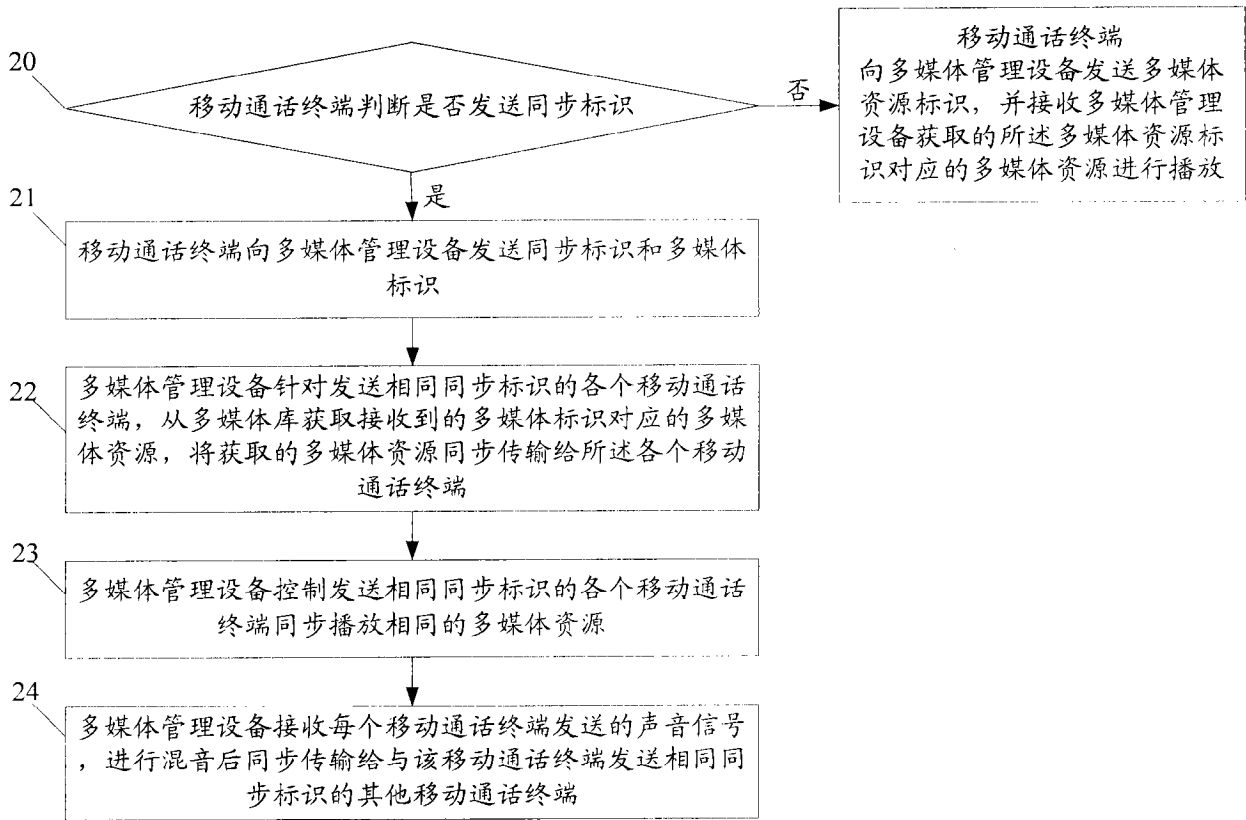 20
移动通话终端判断是否发送同步标识
否
移动通话终端
向多媒体管理设备发送多媒体
资源标识，并接收多媒体管理
设备获取的所述多媒体资源标
识对应的多媒体资源进行播放
是
21
移动通话终端向多媒体管理设备发送同步标识和多媒体
标识
22
多媒体管理设备针对发送相同同步标识的各个移动通话
终端，从多媒体库获取接收到的多媒体标识对应的多媒
体资源，将获取的多媒体资源同步传输给所述各个移动
通话终端
23
多媒体管理设备控制发送相同同步标识的各个移动通话
终端同步播放相同的多媒体资源
24
多媒体管理设备接收每个移动通话终端发送的声音信号
，进行混音后同步传输给与该移动通话终端发送相同同
步标识的其他移动通话终端